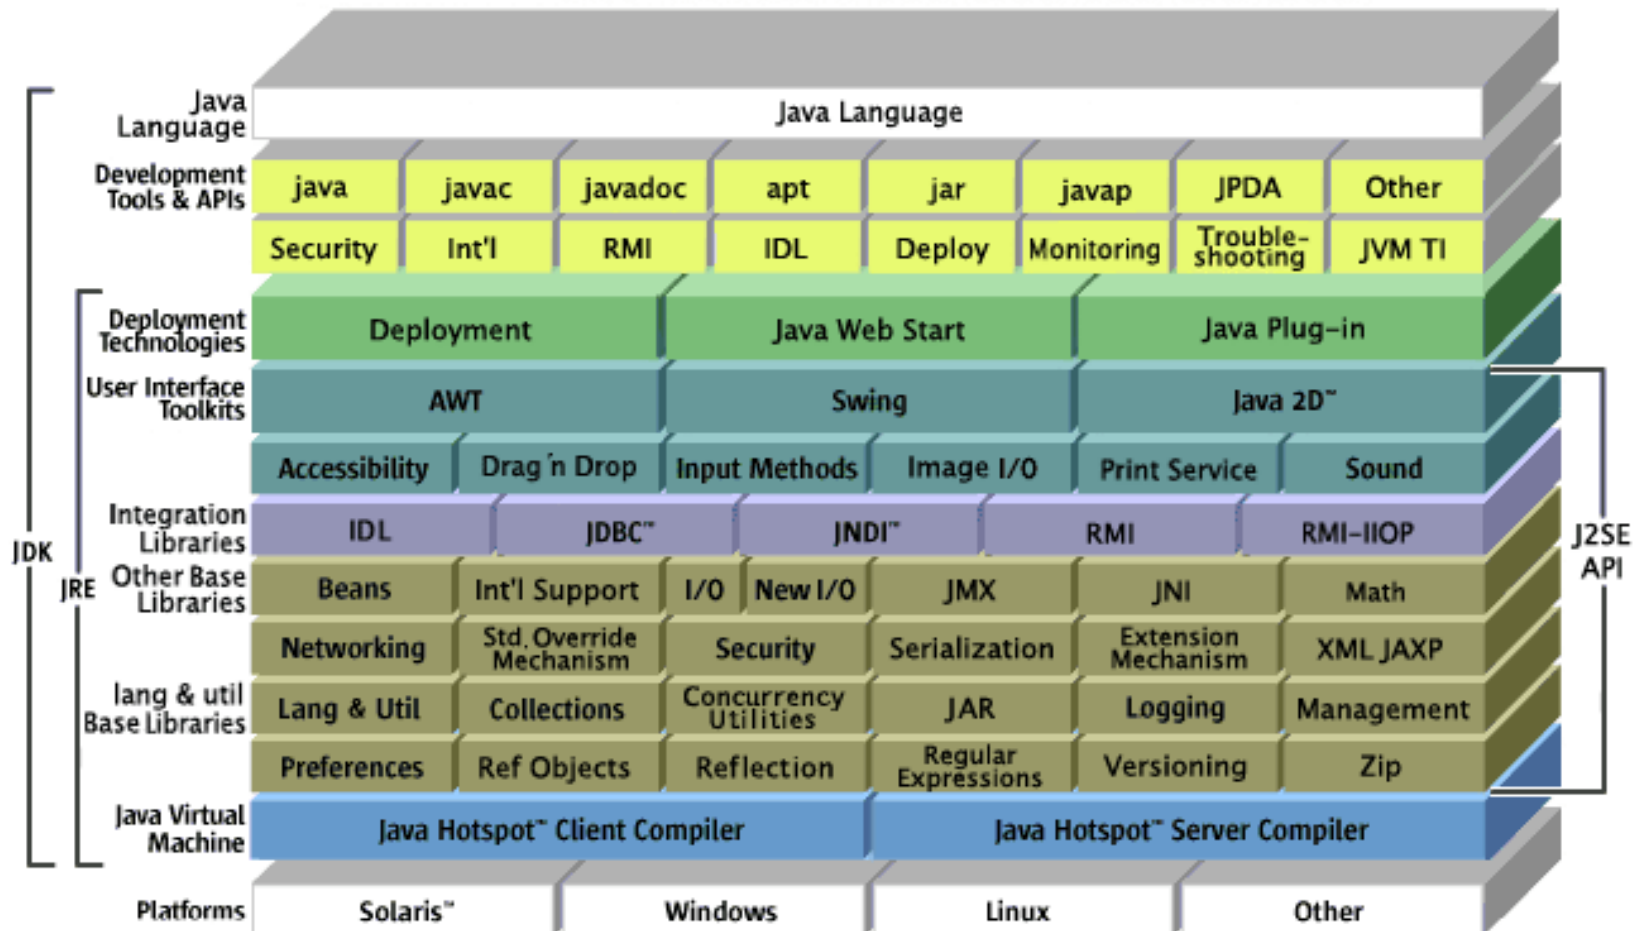 Java Language
Java Language
Development Tools & APIs
java javac javadoc apt jar javap JPDA Other
Security Int'l RMI IDL Deploy Monitoring Trouble-shooting JVM TI
Deployment Technologies
Deployment Java Web Start Java Plug-in
User Interface Toolkits
AWT Swing Java 2D™
Accessibility Drag 'n Drop Input Methods Image I/O Print Service Sound
Integration Libraries
IDL JDBC™ JNDI™ RMI RMI-IIOP
JDK
JRE
J2SE API
Other Base Libraries
Beans Int'l Support I/O New I/O JMX JNI Math
Networking Std. Override Mechanism Security Serialization Extension Mechanism XML JAXP
lang & util Base Libraries
Lang & Util Collections Concurrency Utilities JAR Logging Management
Preferences Ref Objects Reflection Regular Expressions Versioning Zip
Java Virtual Machine
Java Hotspot™ Client Compiler Java Hotspot™ Server Compiler
Platforms
Solaris™ Windows Linux Other